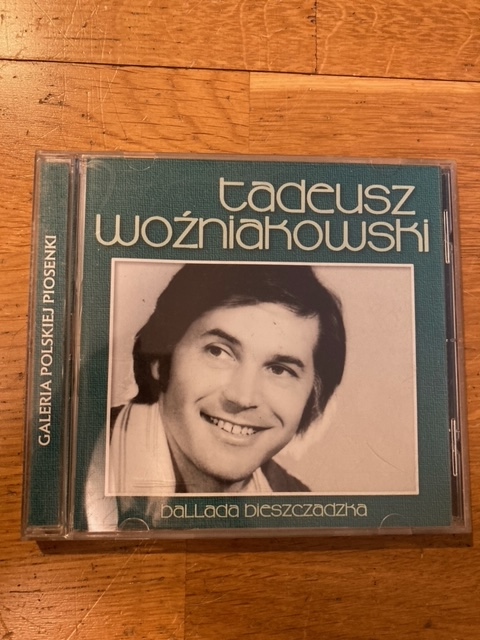 tadeusz
woźniakowski
GALERIA POLSKIEJ PIOSENKI
ballada bieszczadzka